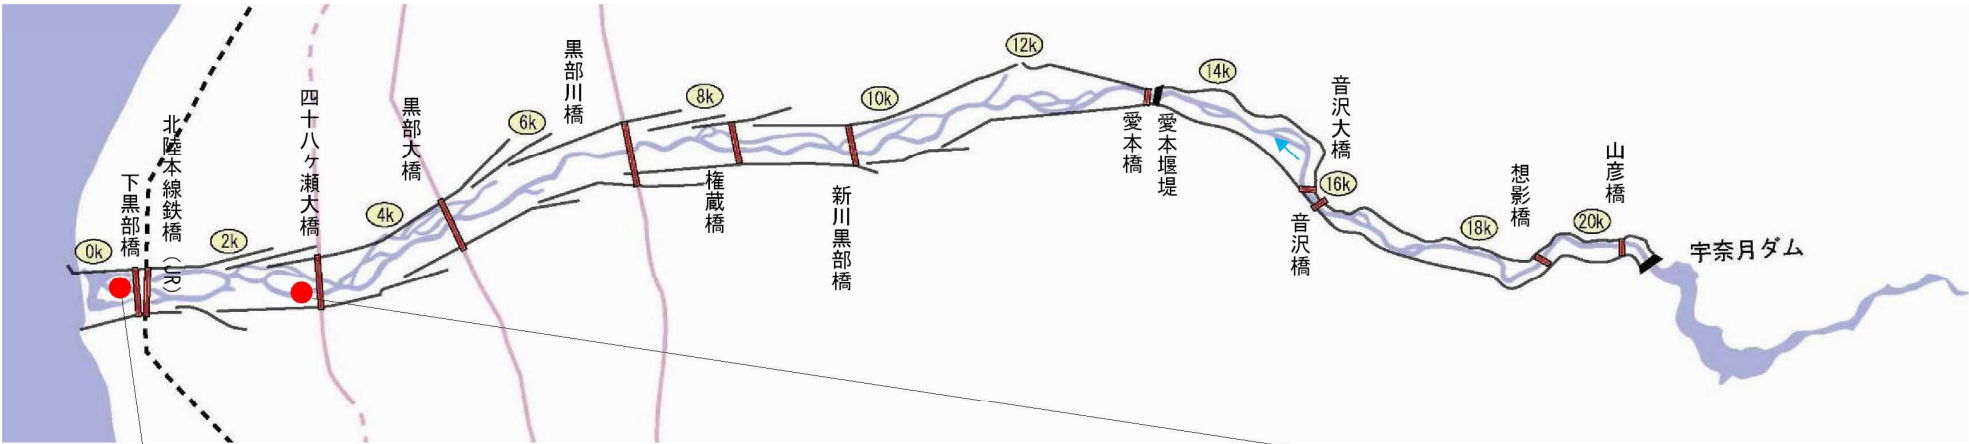 0k
下黒部橋
北陸本線鉄橋（JR）
2k
四十八ヶ瀬大橋
4k
黒部大橋
6k
黒部川橋
8k
権蔵橋
10k
新川黒部橋
12k
愛本橋
愛本堰堤
14k
音沢大橋
16k
音沢橋
18k
想影橋
20k
山彦橋
宇奈月ダム